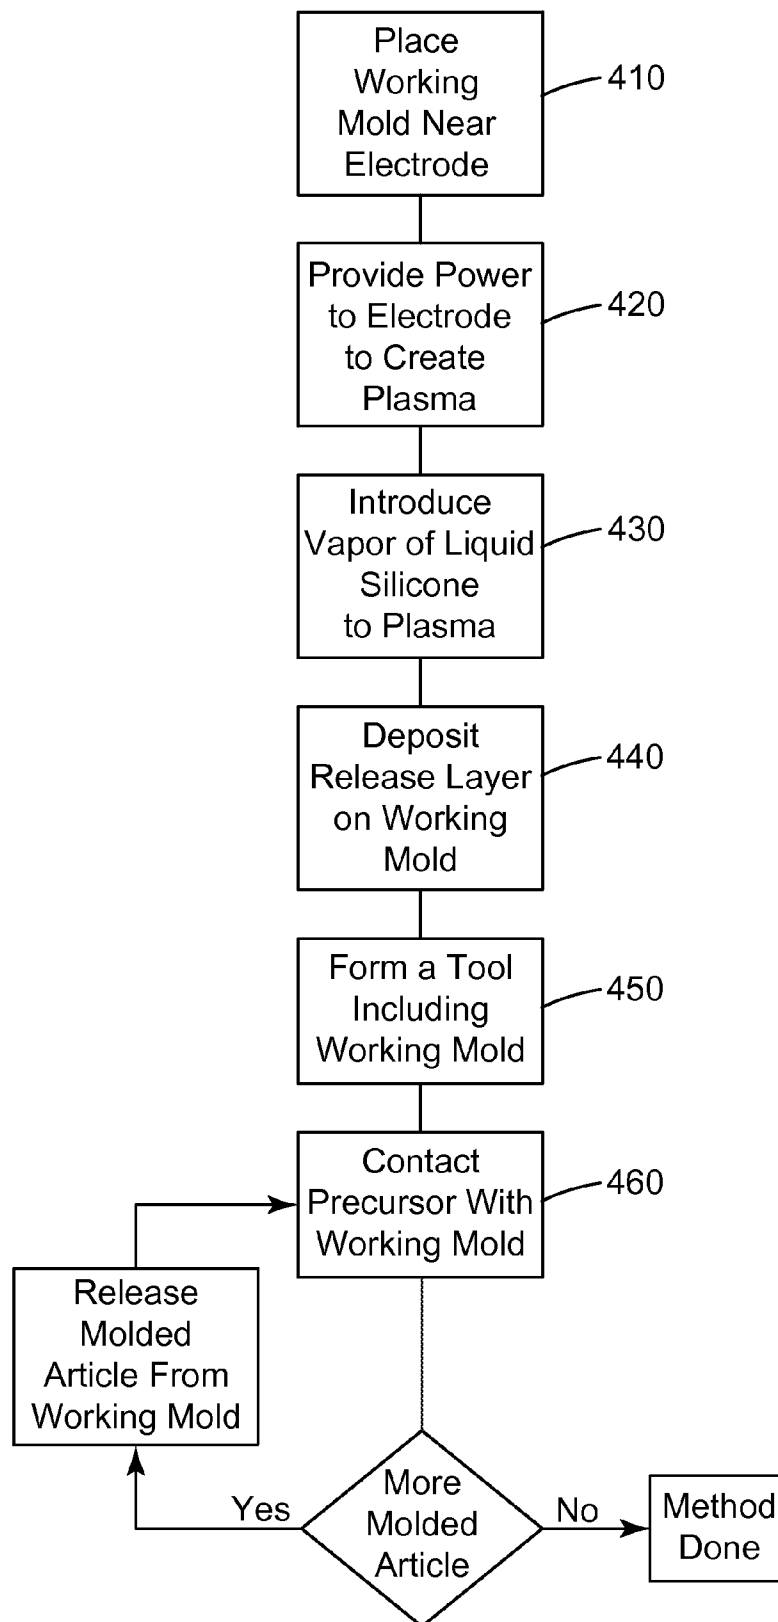 Place
Working
Mold Near
Electrode
410
Provide Power
to Electrode
to Create
Plasma
420
Introduce
Vapor of Liquid
Silicone
to Plasma
430
Deposit
Release Layer
on Working
Mold
440
Form a Tool
Including
Working Mold
450
Contact
Precursor With
Working Mold
460
Release
Molded
Article From
Working Mold
Yes
More
Molded
Article
No
Method
Done